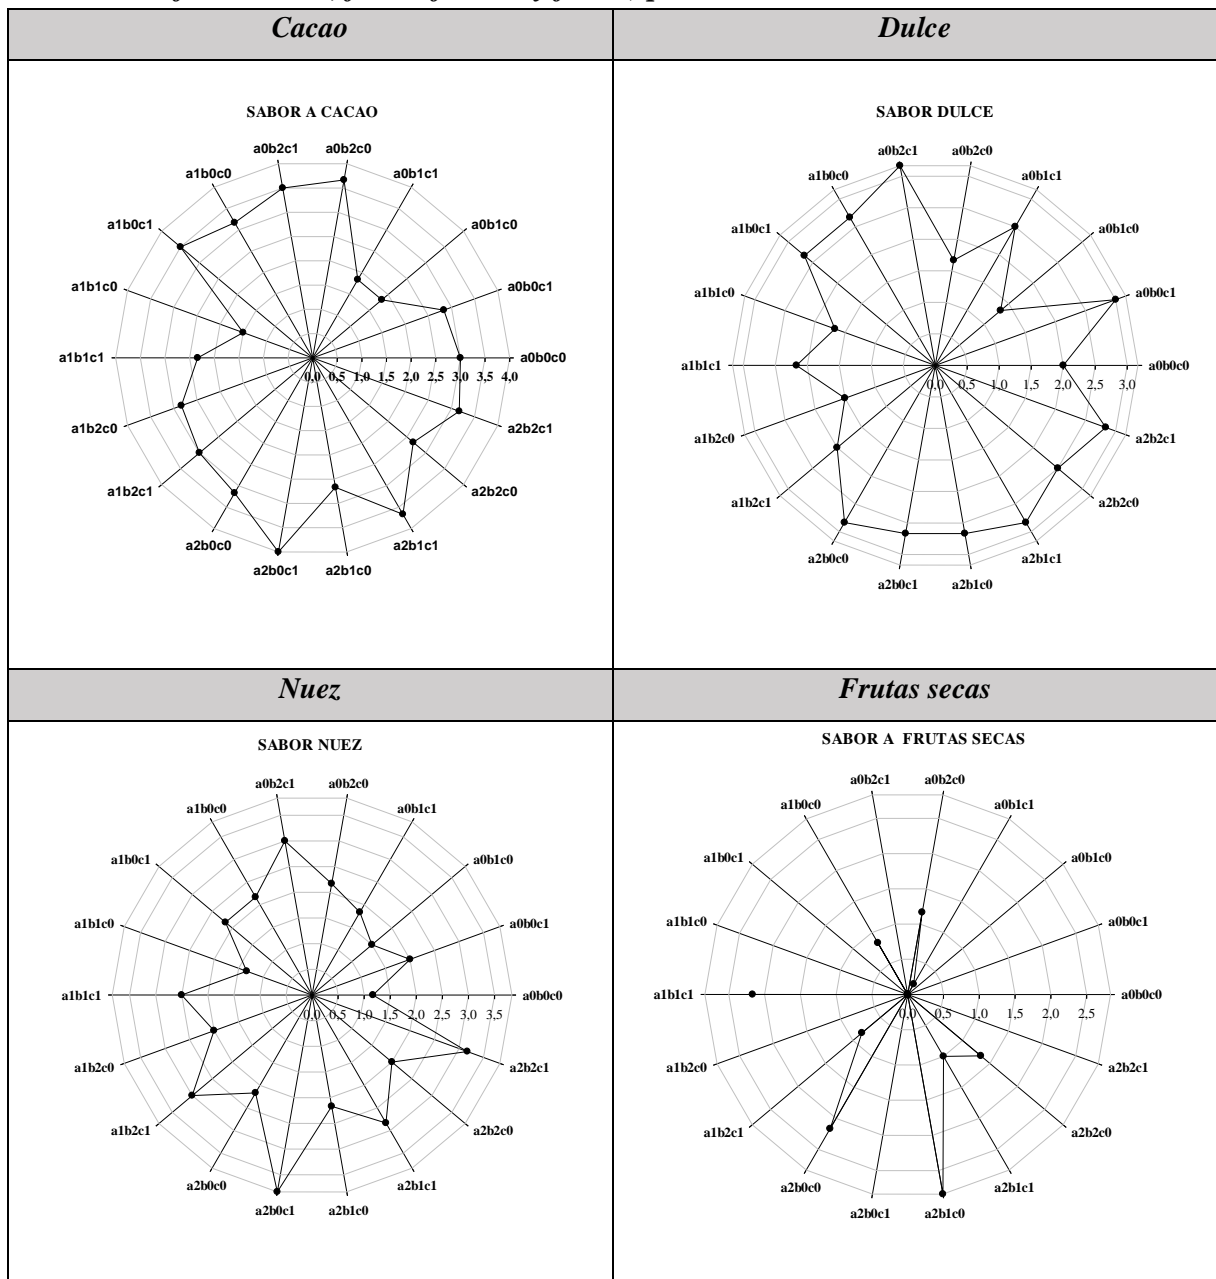 Cacao
Dulce
SABOR A CACAO
a0b2c1 a0b2c0
a1b0c0 a0b1c1
a1b0c1 a0b1c0
a1b1c0 a0b0c1
a1b1c1 a0b0c0
0,0 0,5 1,0 1,5 2,0 2,5 3,0 3,5 4,0
a1b2c0 a2b2c1
a1b2c1 a2b2c0
a2b0c0 a2b1c1
a2b0c1 a2b1c0
SABOR DULCE
a0b2c1 a0b2c0
a1b0c0 a0b1c1
a1b0c1 a0b1c0
a1b1c0 a0b0c1
a1b1c1 a0b0c0
0,0 0,5 1,0 1,5 2,0 2,5 3,0
a1b2c0 a2b2c1
a1b2c1 a2b2c0
a2b0c0 a2b1c1
a2b0c1 a2b1c0
Nuez
Frutas secas
SABOR NUEZ
a0b2c1 a0b2c0
a1b0c0 a0b1c1
a1b0c1 a0b1c0
a1b1c0 a0b0c1
a1b1c1 a0b0c0
0,0 0,5 1,0 1,5 2,0 2,5 3,0 3,5
a1b2c0 a2b2c1
a1b2c1 a2b2c0
a2b0c0 a2b1c1
a2b0c1 a2b1c0
SABOR A FRUTAS SECAS
a0b2c1 a0b2c0
a1b0c0 a0b1c1
a1b0c1 a0b1c0
a1b1c0 a0b0c1
a1b1c1 a0b0c0
0,0 0,5 1,0 1,5 2,0 2,5
a1b2c0 a2b2c1
a1b2c1 a2b2c0
a2b0c0 a2b1c1
a2b0c1 a2b1c0